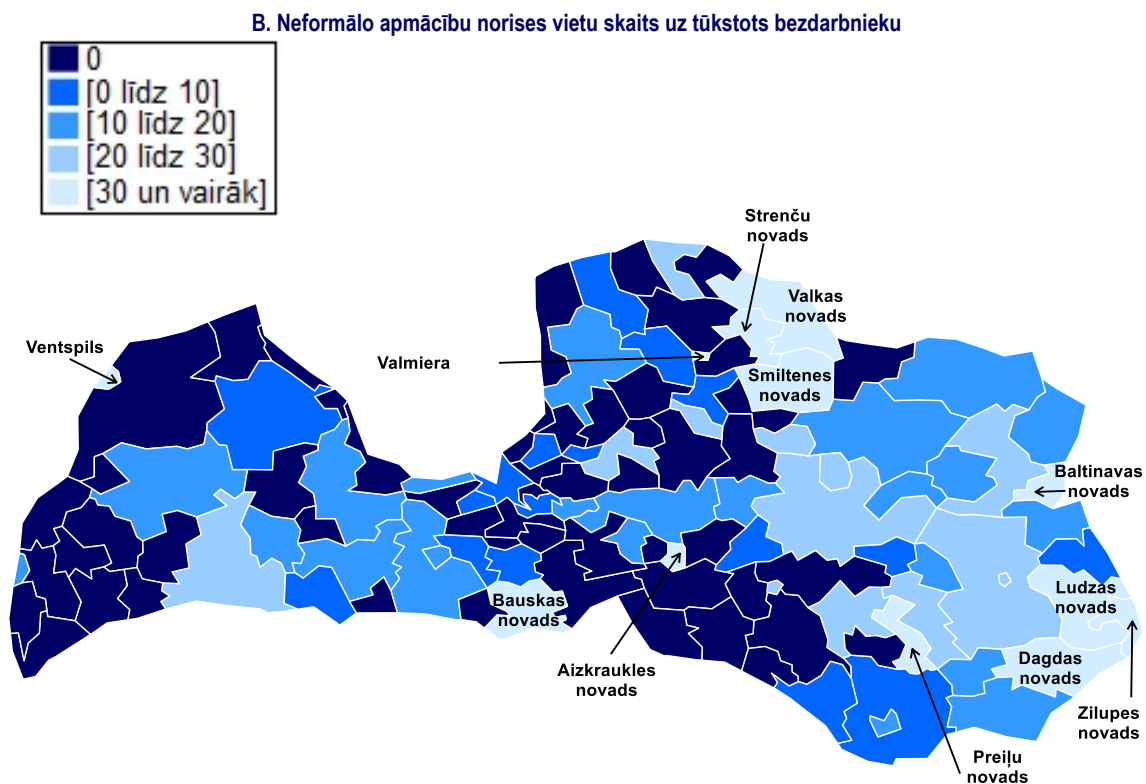 B. Neformālo apmācību norises vietu skaits uz tūkstots bezdarbnieku
0
[0 līdz 10]
[10 līdz 20]
[20 līdz 30]
[30 un vairāk]
Strenču
novads
Valkas
novads
Ventspils
Valmiera
Smiltenes
novads
Baltinavas
novads
Ludzas
novads
Bauskas
novads
Aizkraukles
novads
Dagdas
novads
Zilupes
novads
Preiļu
novads